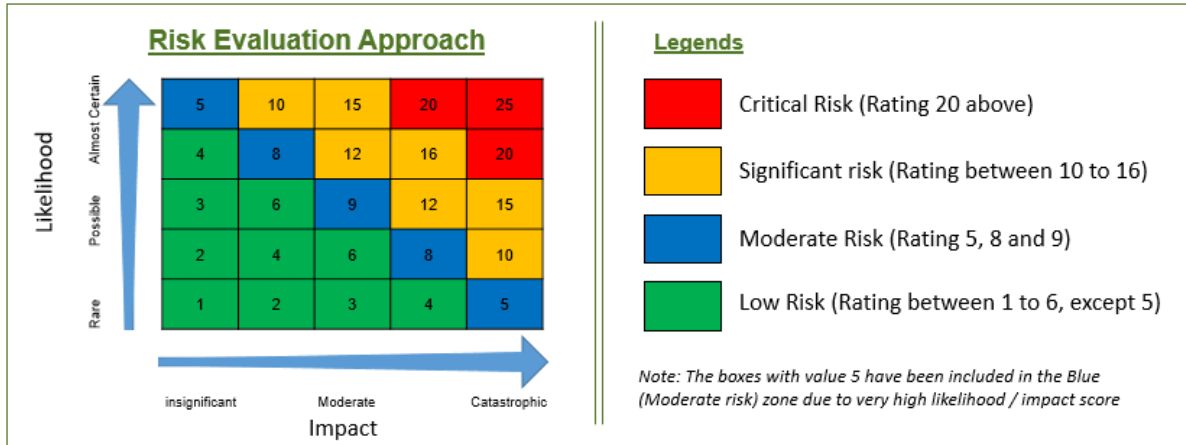 Risk Evaluation Approach
Likelihood
Almost Certain
Possible
Rare
5 10 15 20 25
4 8 12 16 20
3 6 9 12 15
2 4 6 8 10
1 2 3 4 5
insignificant Moderate Catastrophic
Impact
Legends
Critical Risk (Rating 20 above)
Significant risk (Rating between 10 to 16)
Moderate Risk (Rating 5, 8 and 9)
Low Risk (Rating between 1 to 6, except 5)
Note: The boxes with value 5 have been included in the Blue
(Moderate risk) zone due to very high likelihood / impact score